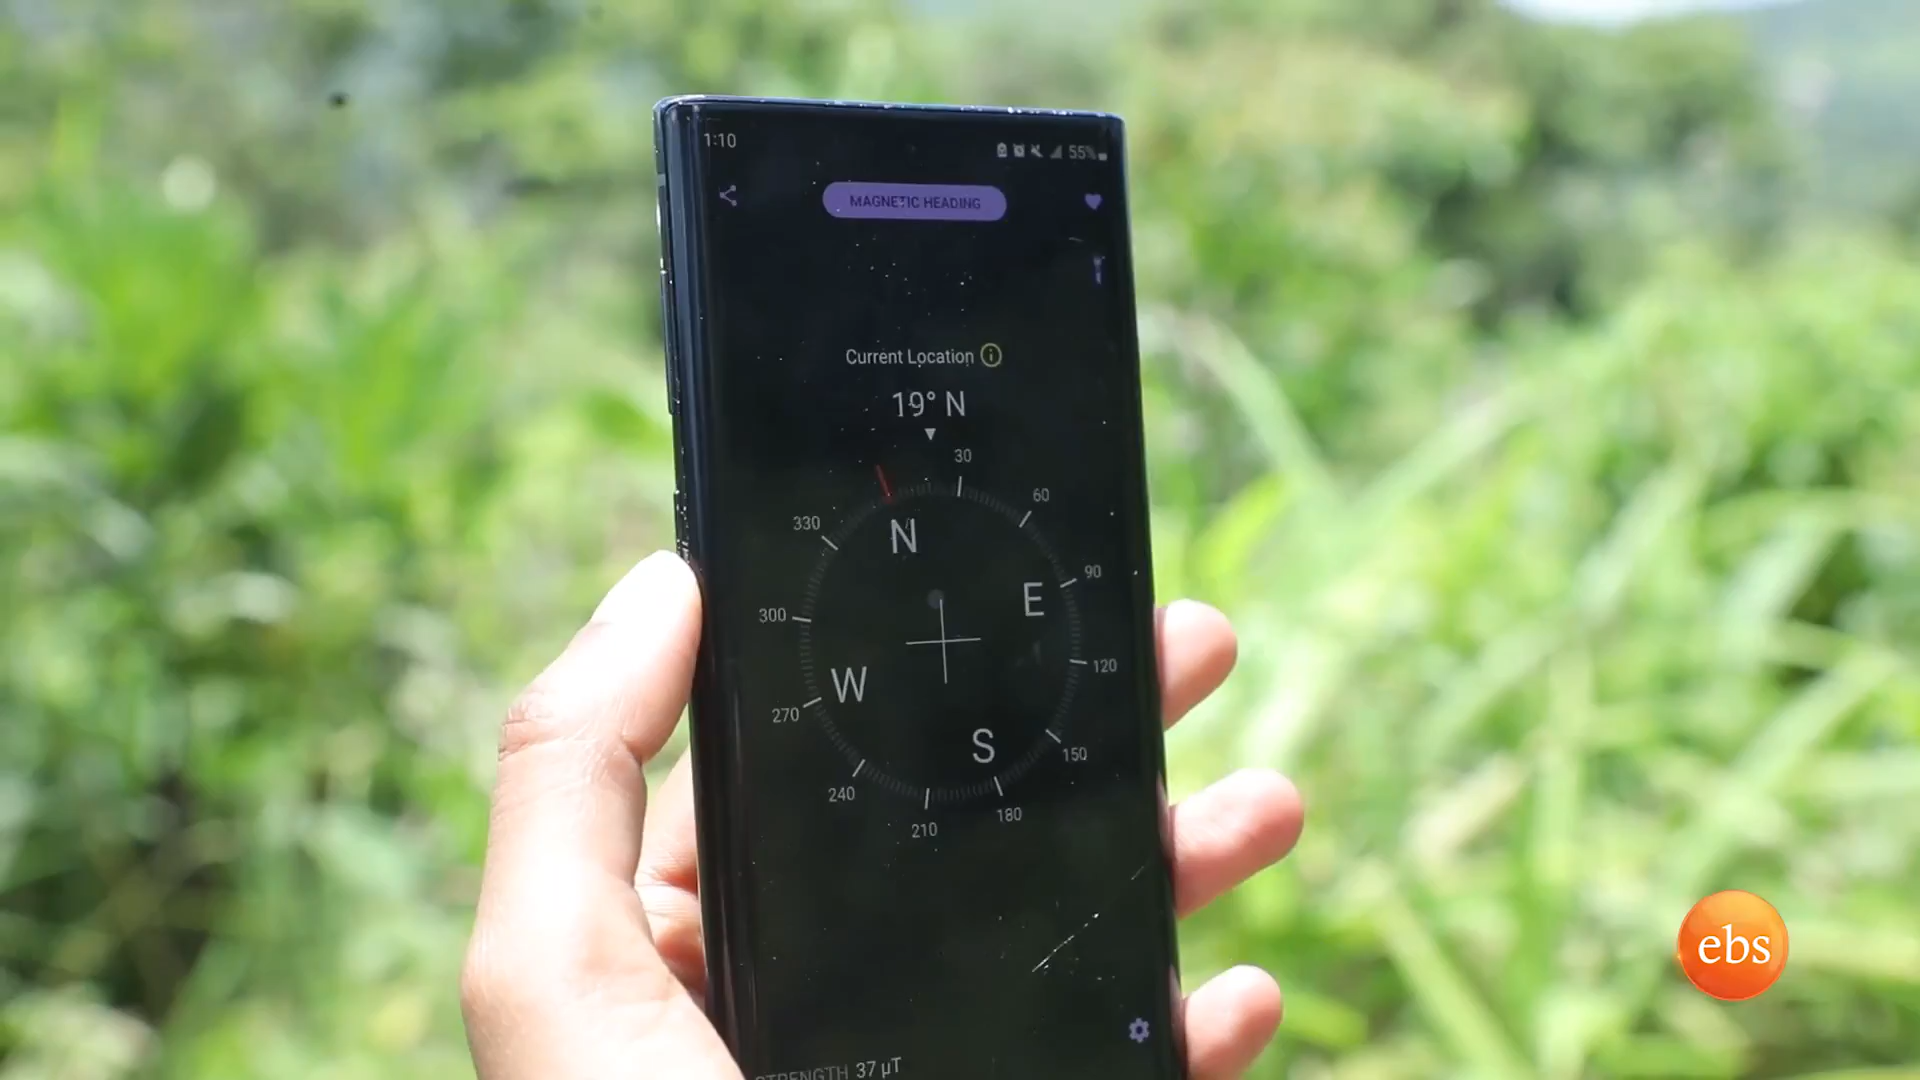 1:10
55%
MAGNETIC HEADING
Current Location
19° N
30
60
330
N
90
E
300
120
W
270
S
150
240
180
210
STRENGTH 37 µT
ebs